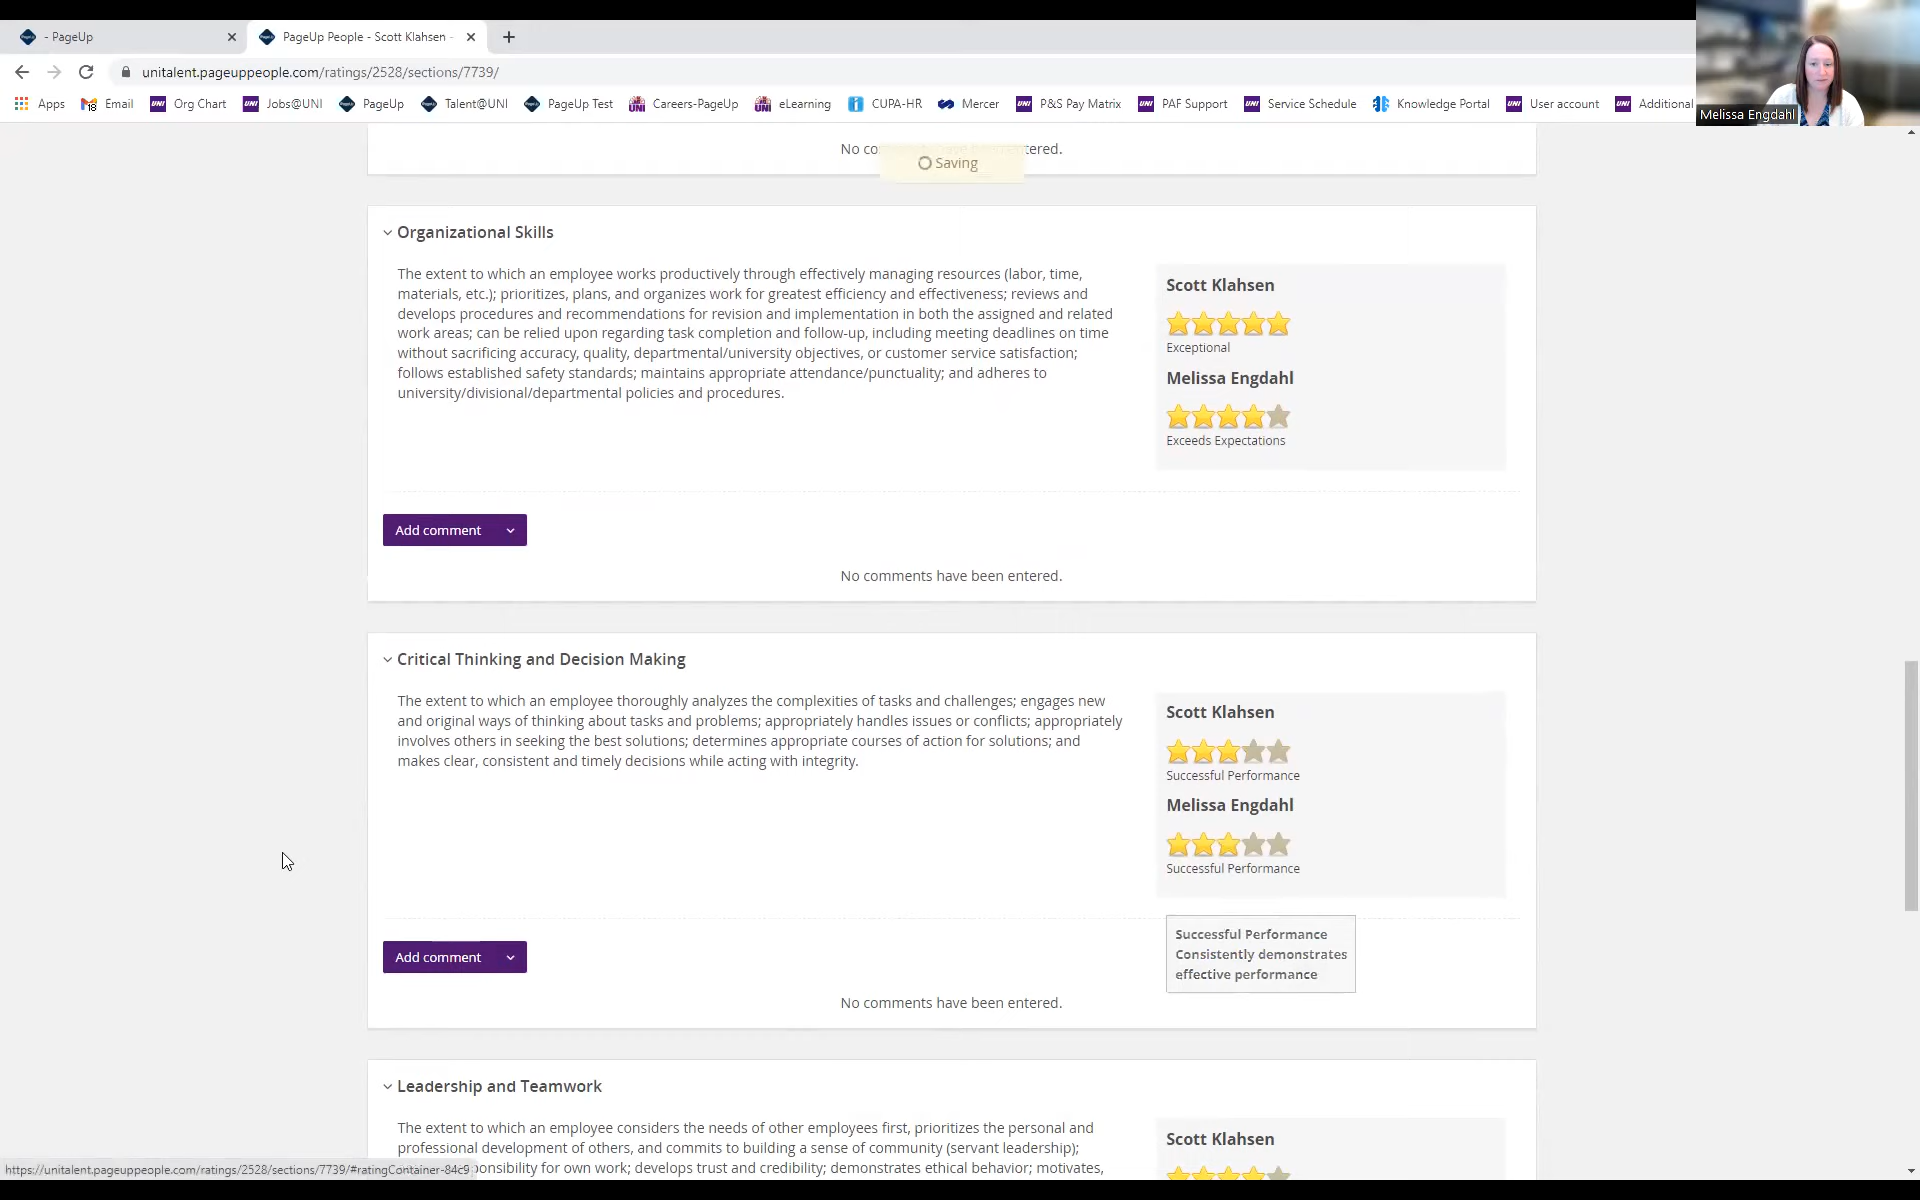 - PageUp
PageUp People - Scott Klahsen -
unitalent.pageuppeople.com/ratings/2528/sections/7739/
Apps Email Org Chart Jobs@UNI PageUp Talent@UNI PageUp Test Careers-PageUp eLearning CUPA-HR Mercer P&S Pay Matrix PAF Support Service Schedule Knowledge Portal User account Additional
Melissa Engdahl
Saving
Organizational Skills
The extent to which an employee works productively through effectively managing resources (labor, time,
materials, etc.); prioritizes, plans, and organizes work for greatest efficiency and effectiveness; reviews and
develops procedures and recommendations for revision and implementation in both the assigned and related
work areas; can be relied upon regarding task completion and follow-up, including meeting deadlines on time
without sacrificing accuracy, quality, departmental/university objectives, or customer service satisfaction;
follows established safety standards; maintains appropriate attendance/punctuality; and adheres to
university/divisional/departmental policies and procedures.
Scott Klahsen
Exceptional
Melissa Engdahl
Exceeds Expectations
Add comment
No comments have been entered.
Critical Thinking and Decision Making
The extent to which an employee thoroughly analyzes the complexities of tasks and challenges; engages new
and original ways of thinking about tasks and problems; appropriately handles issues or conflicts; appropriately
involves others in seeking the best solutions; determines appropriate courses of action for solutions; and
makes clear, consistent and timely decisions while acting with integrity.
Scott Klahsen
Successful Performance
Melissa Engdahl
Successful Performance
Successful Performance
Consistently demonstrates
effective performance
Add comment
No comments have been entered.
Leadership and Teamwork
The extent to which an employee considers the needs of other employees first, prioritizes the personal and
professional development of others, and commits to building a sense of community (servant leadership);
ponsibility for own work; develops trust and credibility; demonstrates ethical behavior; motivates,
Scott Klahsen
https://unitalent.pageuppeople.com/ratings/2528/sections/7739/#ratingContainer-84c9